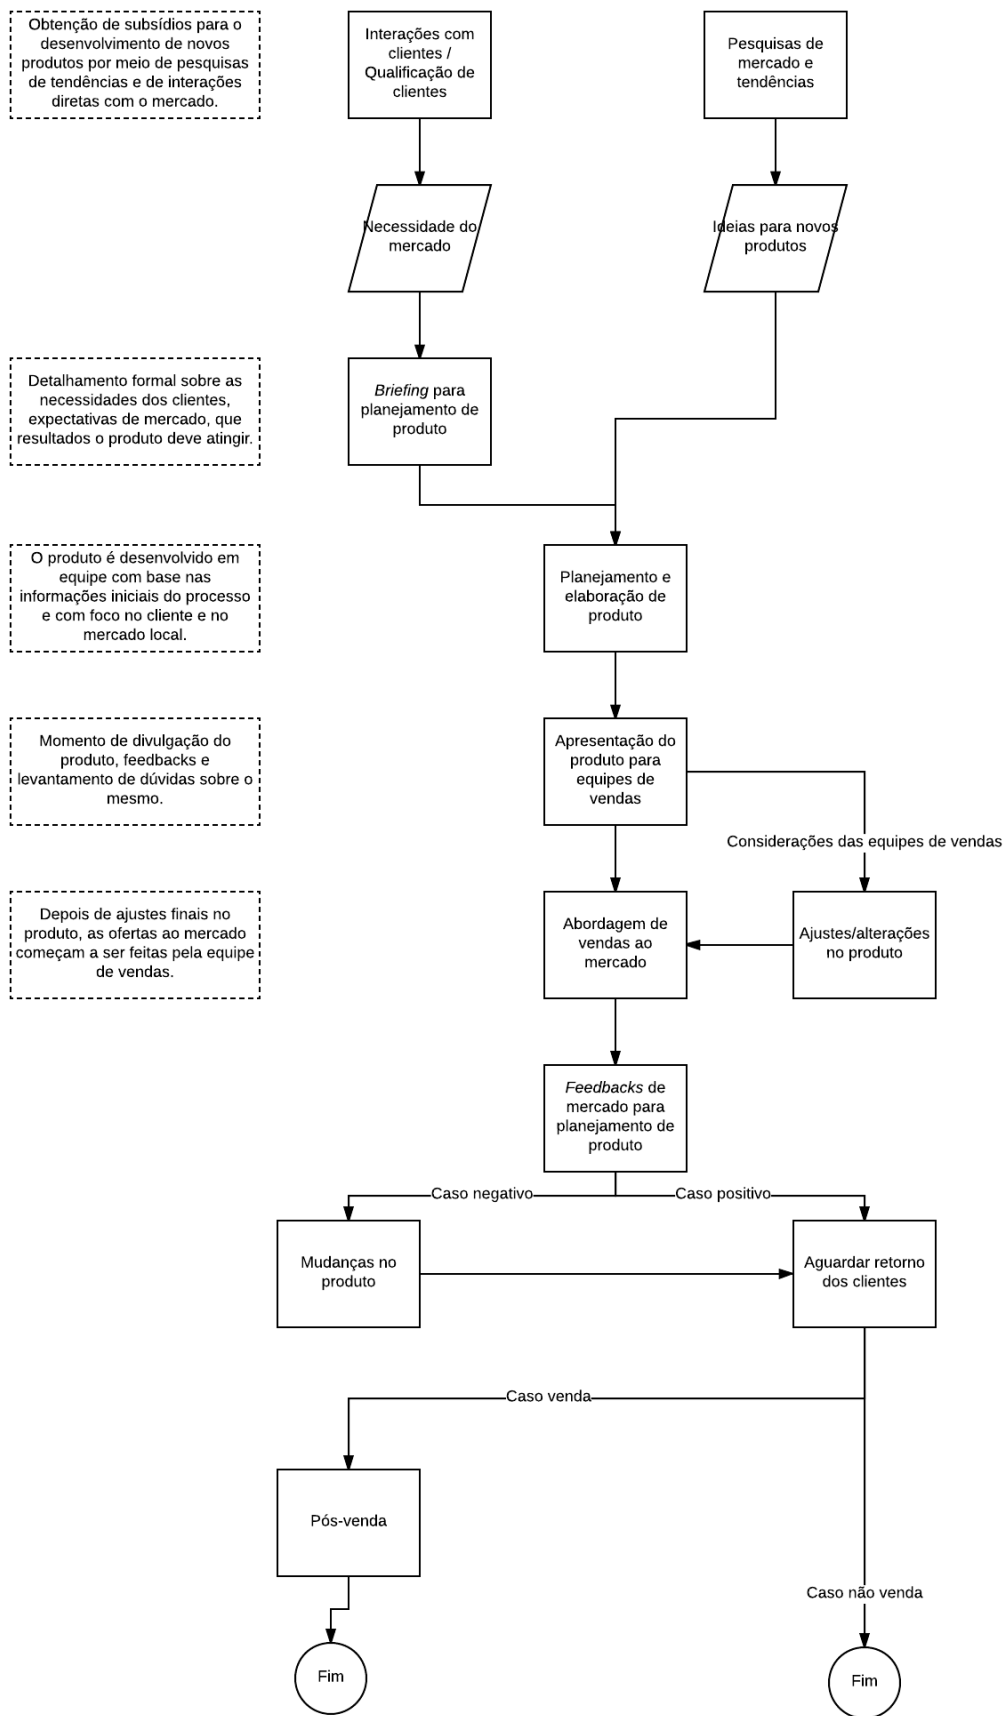 Obtenção de subsídios para o
desenvolvimento de novos
produtos por meio de pesquisas
de tendências e de interações
diretas com o mercado.
Interações com
clientes /
Qualificação de
clientes
Pesquisas de
mercado e
tendências
Necessidade do
mercado
Ideias para novos
produtos
Detalhamento formal sobre as
necessidades dos clientes,
expectativas de mercado, que
resultados o produto deve atingir.
Briefing para
planejamento de
produto
O produto é desenvolvido em
equipe com base nas
informações iniciais do processo
e com foco no cliente e no
mercado local.
Planejamento e
elaboração de
produto
Momento de divulgação do
produto, feedbacks e
levantamento de dúvidas sobre o
mesmo.
Apresentação do
produto para
equipes de
vendas
Considerações das equipes de vendas
Depois de ajustes finais no
produto, as ofertas ao mercado
começam a ser feitas pela equipe
de vendas.
Abordagem de
vendas ao
mercado
Ajustes/alterações
no produto
Feedbacks de
mercado para
planejamento de
produto
Caso negativo
Caso positivo
Mudanças no
produto
Aguardar retorno
dos clientes
Caso venda
Pós-venda
Caso não venda
Fim
Fim